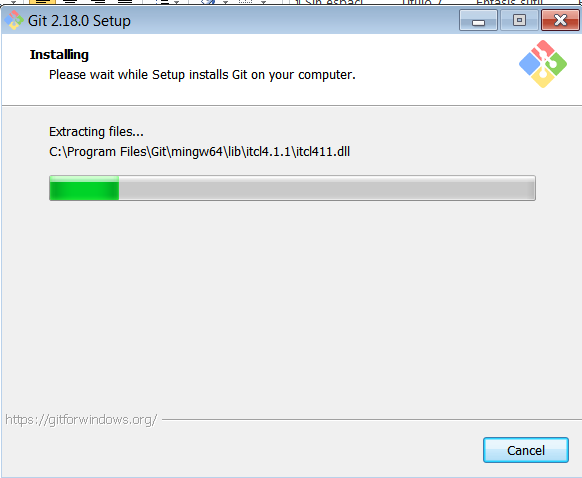 Git 2.18.0 Setup
Installing
Please wait while Setup installs Git on your computer.
Extracting files...
C:\Program Files\Git\mingw64\lib\itcl4.1.1\itcl411.dll
https://gitforwindows.org/
Cancel